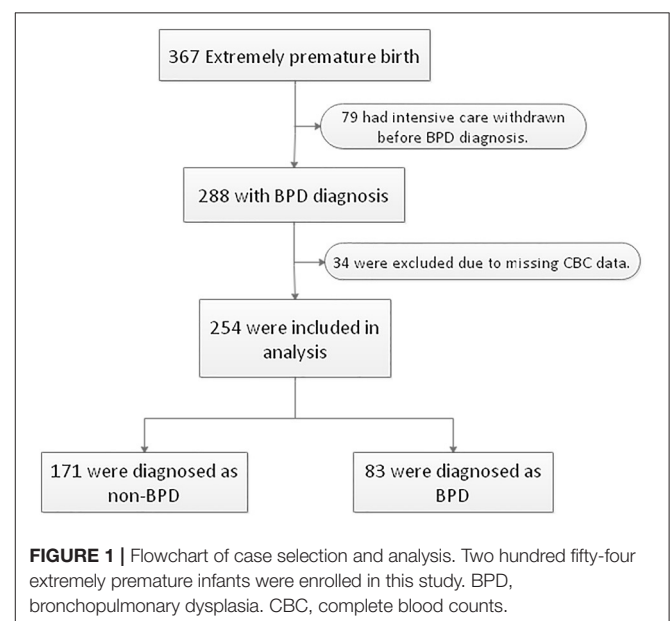 367 Extremely premature birth
79 had intensive care withdrawn
before BPD diagnosis.
288 with BPD diagnosis
34 were excluded due to missing CBC data.
254 were included in
analysis
171 were diagnosed as
non-BPD
83 were diagnosed as
BPD
FIGURE 1 | Flowchart of case selection and analysis. Two hundred fifty-four
extremely premature infants were enrolled in this study. BPD,
bronchopulmonary dysplasia. CBC, complete blood counts.